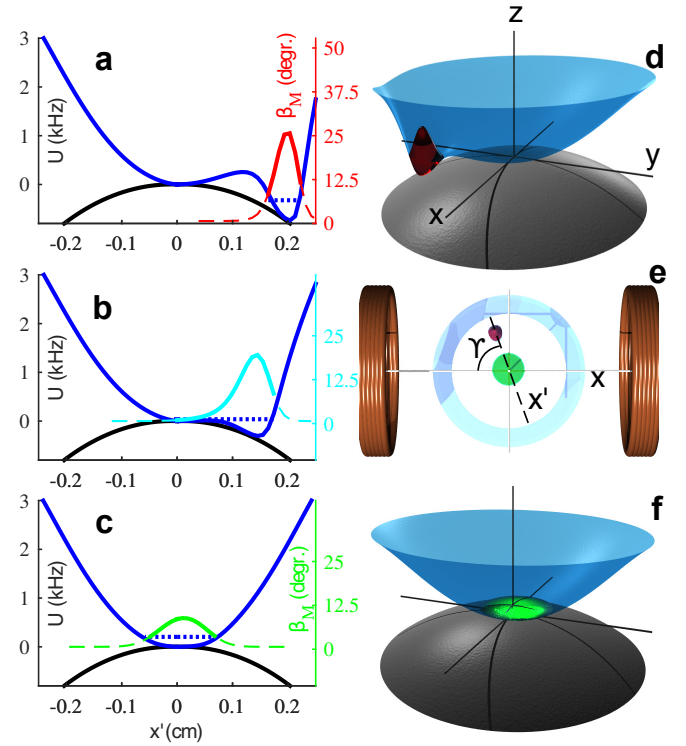 a
U (kHz)
3
2
1
0
-0.2 -0.1 0 0.1 0.2
β_M (degr.)
50
37.5
25
12.5
0
b
U (kHz)
3
2
1
0
-0.2 -0.1 0 0.1 0.2
25
12.5
0
c
U (kHz)
3
2
1
0
-0.2 -0.1 0 0.1 0.2
x'(cm)
β_M (degr.)
25
12.5
0
d
z
y
x
e
ϒ
x
x'
f